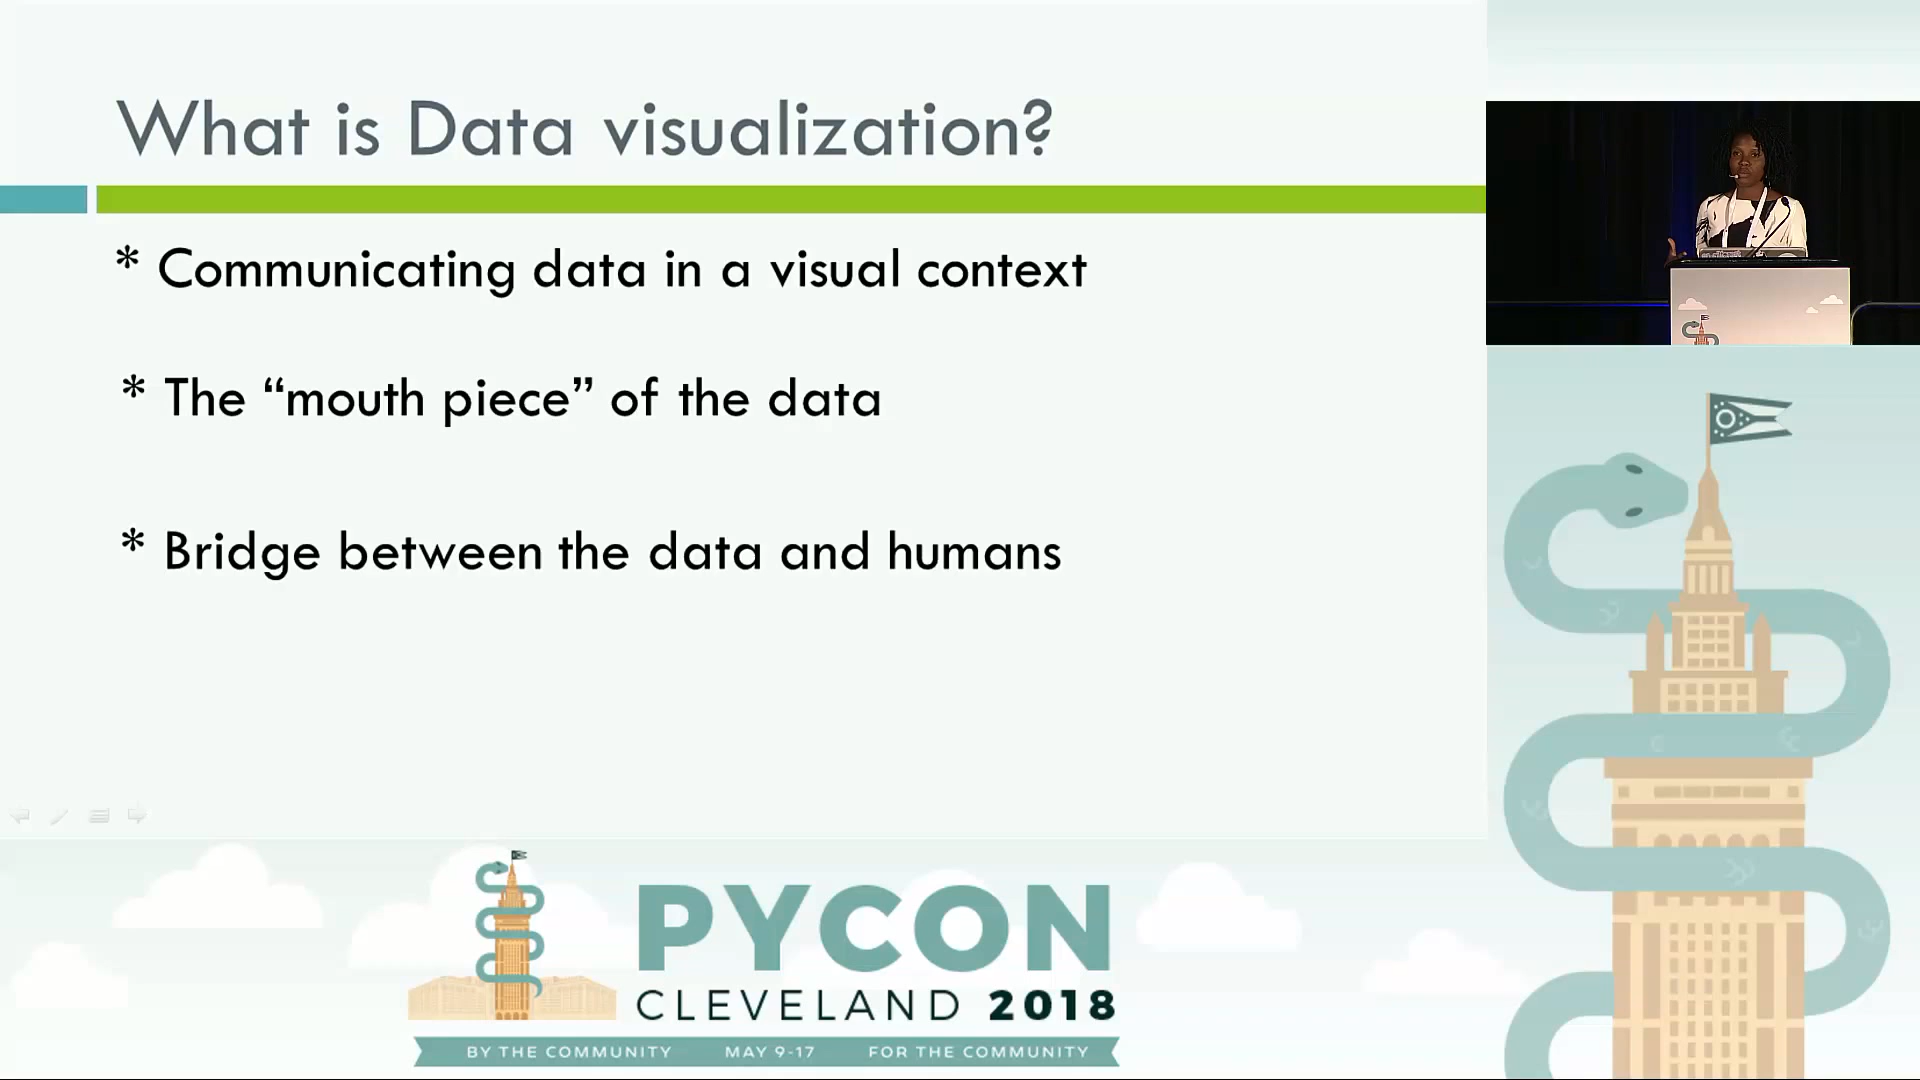 What is Data visualization?
* Communicating data in a visual context
* The “mouth piece” of the data
* Bridge between the data and humans
PYCON
CLEVELAND 2018
BY THE COMMUNITY MAY 9-17 FOR THE COMMUNITY